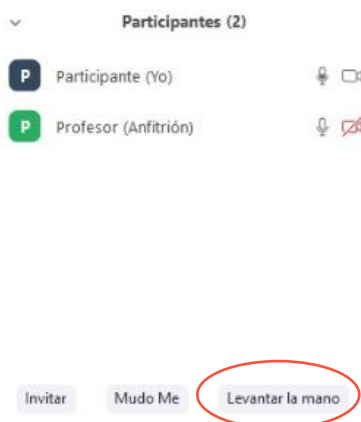 Participantes (2)
P Participante (Yo)
P Profesor (Anfitrión)
Invitar Mudo Me Levantar la mano